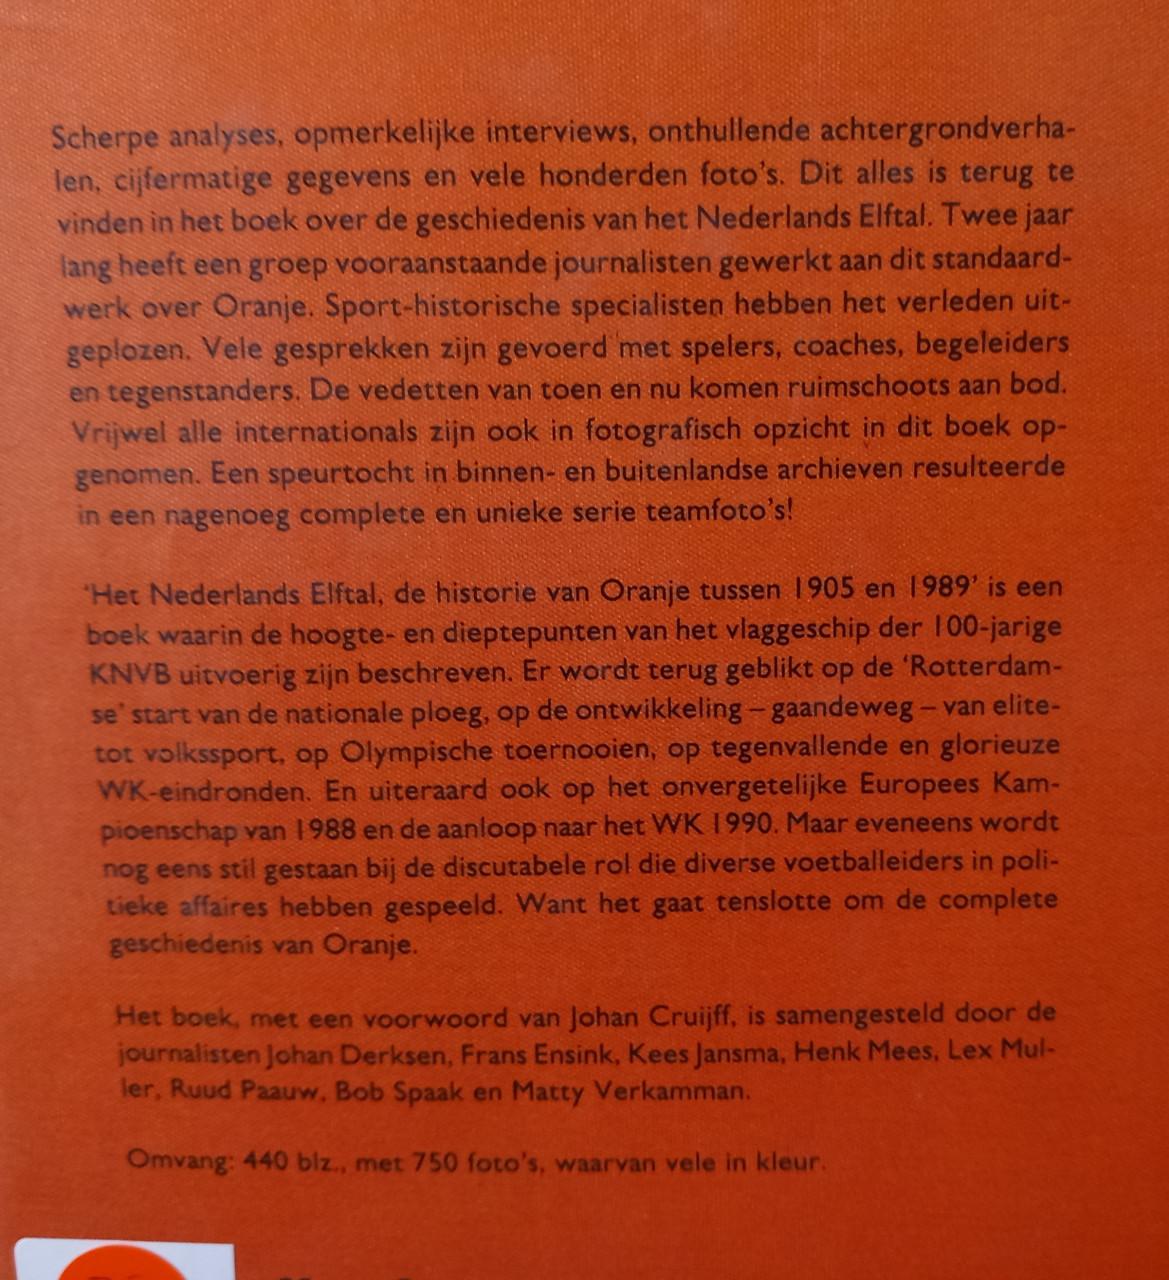 Scherpe analyses, opmerkelijke interviews, onthullende achtergrondverha-
len, cijfermatige gegevens en vele honderden foto's. Dit alles is terug te
vinden in het boek over de geschiedenis van het Nederlands Elftal. Twee jaar
lang heeft een groep vooraanstaande journalisten gewerkt aan dit standaard-
werk over Oranje. Sport-historische specialisten hebben het verleden uit-
geplozen. Vele gesprekken zijn gevoerd met spelers, coaches, begeleiders
en tegenstanders. De vedetten van toen en nu komen ruimschoots aan bod.
Vrijwel alle internationals zijn ook in fotografisch opzicht in dit boek op-
genomen. Een speurtocht in binnen- en buitenlandse archieven resulteerde
in een nagenoeg complete en unieke serie teamfoto's!
'Het Nederlands Elftal, de historie van Oranje tussen 1905 en 1989' is een
boek waarin de hoogte- en dieptepunten van het vlaggeschip der 100-jarige
KNVB uitvoerig zijn beschreven. Er wordt terug geblikt op de 'Rotterdam-
se' start van de nationale ploeg, op de ontwikkeling – gaandeweg – van elite-
tot volkssport, op Olympische toernooien, op tegenvallende en glorieuze
WK-eindronden. En uiteraard ook op het onvergetelijke Europees Kam-
pioenschap van 1988 en de aanloop naar het WK 1990. Maar eveneens wordt
nog eens stil gestaan bij de discutabele rol die diverse voetballeiders in poli-
tieke affaires hebben gespeeld. Want het gaat tenslotte om de complete
geschiedenis van Oranje.
Het boek, met een voorwoord van Johan Cruijff, is samengesteld door de
journalisten Johan Derksen, Frans Ensink, Kees Jansma, Henk Mees, Lex Mul-
ler, Ruud Paauw, Bob Spaak en Matty Verkamman.
Omvang: 440 blz., met 750 foto's, waarvan vele in kleur.